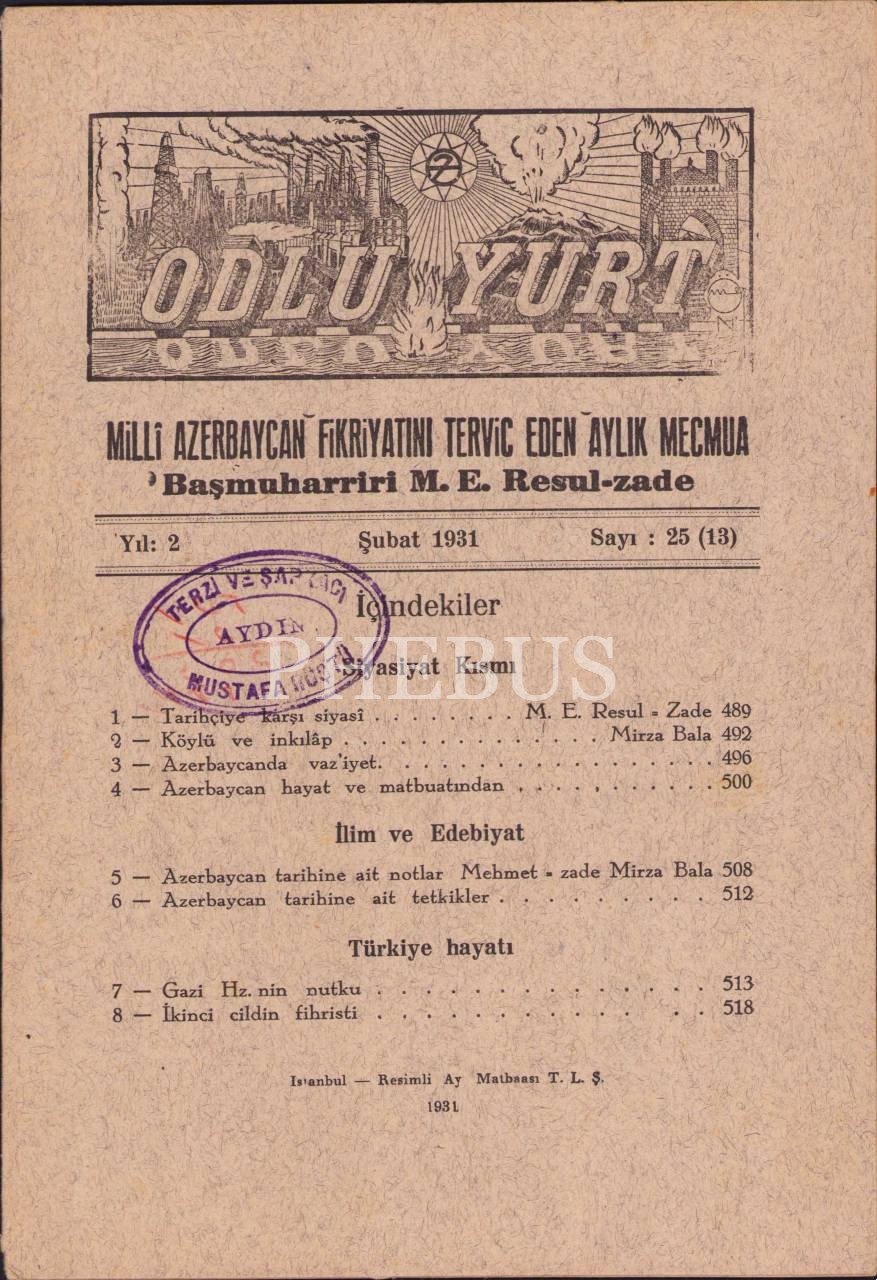 ODLU YURT
MİLLÎ AZERBAYCAN FİKRİYATINI TERVİC EDEN AYLIK MECMUA
Başmuharriri M. E. Resul-zade
Yıl: 2 Şubat 1931 Sayı : 25 (13)
TERZİ VE
AYDIN
MUSTAFA
İçindekiler
PHEBUS
Siyasiyat Kısmı
1 — Tarihçiye karşı siyasî . . . . . . . . M. E. Resul - Zade 489
2 — Köylü ve inkılâp . . . . . . . . . . . . . Mirza Bala 492
3 — Azerbaycanda vaz'iyet. . . . . . . . . . . . . . . . . 496
4 — Azerbaycan hayat ve matbuatından . . . . . . . . . . 500
İlim ve Edebiyat
5 — Azerbaycan tarihine ait notlar Mehmet - zade Mirza Bala 508
6 — Azerbaycan tarihine ait tetkikler . . . . . . . . . 512
Türkiye hayatı
7 — Gazi Hz. nin nutku . . . . . . . . . . . . . . 513
8 — İkinci cildin fihristi . . . . . . . . . . . . . . 518
Istanbul — Resimli Ay Matbaası T. L. Ş.
1931